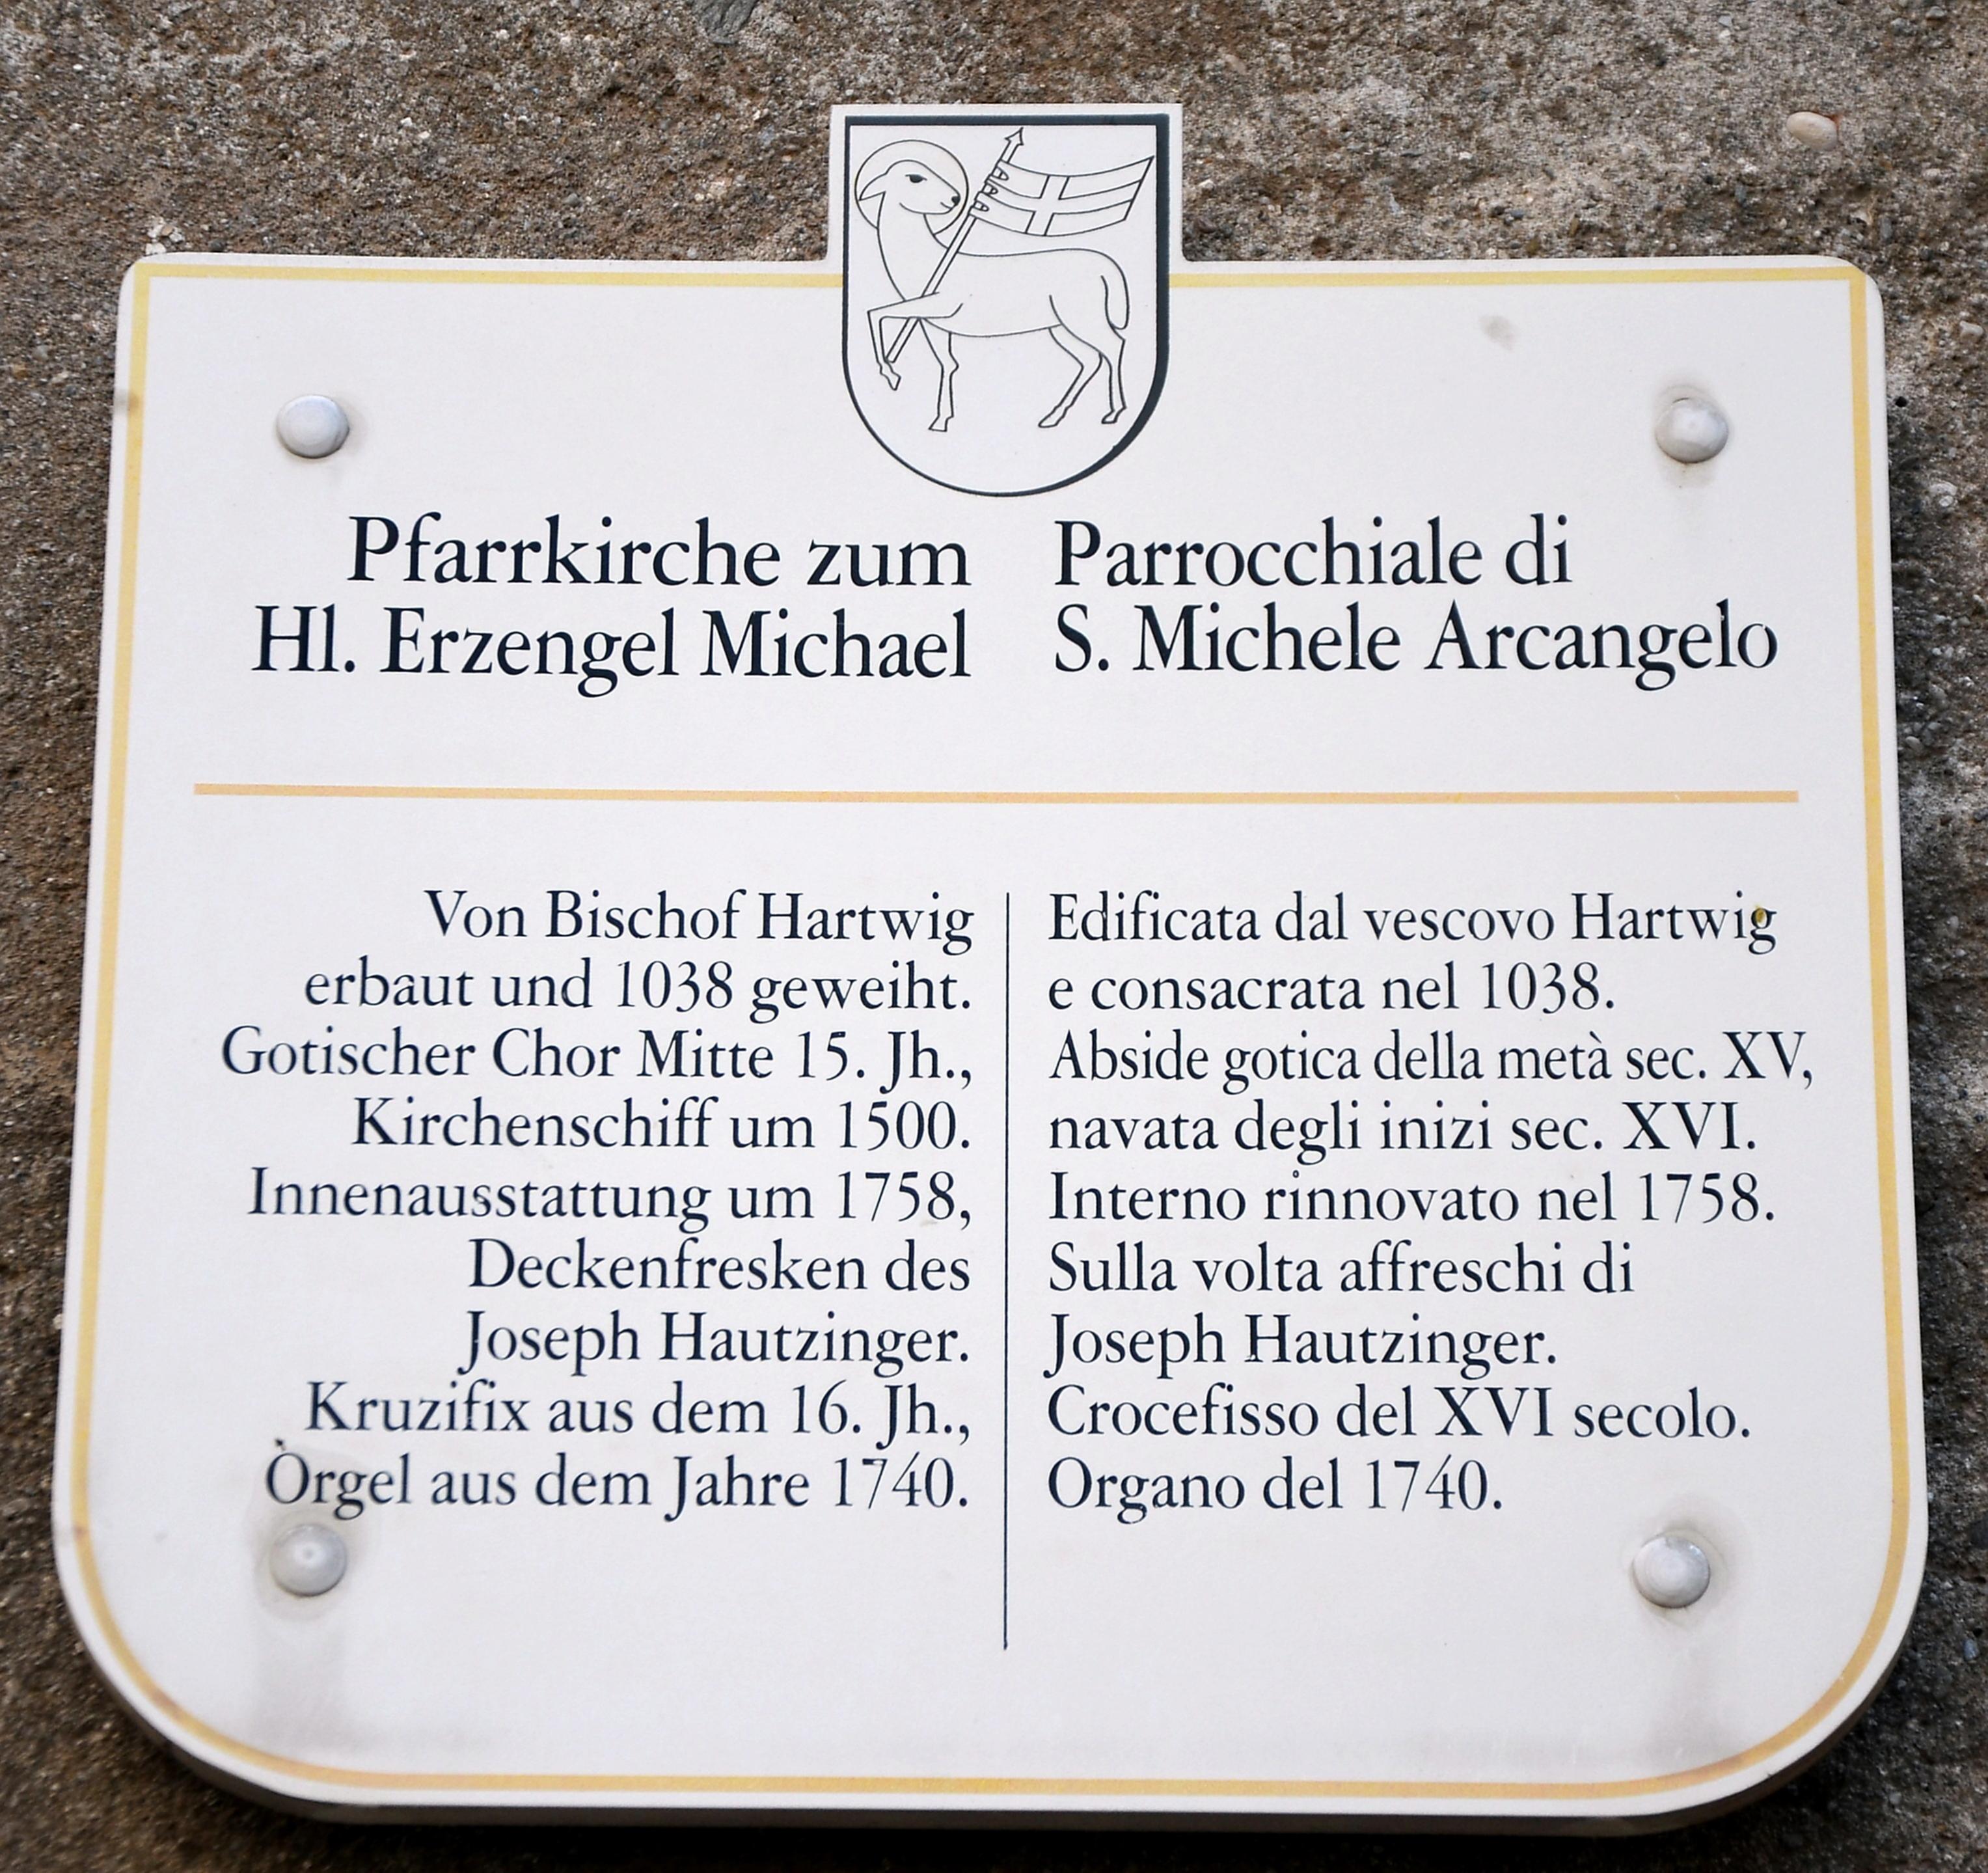 Pfarrkirche zum
Hl. Erzengel Michael
Parrocchiale di
S. Michele Arcangelo
Von Bischof Hartwig
erbaut und 1038 geweiht.
Gotischer Chor Mitte 15. Jh.,
Kirchenschiff um 1500.
Innenausstattung um 1758,
Deckenfresken des
Joseph Hautzinger.
Kruzifix aus dem 16. Jh.,
Orgel aus dem Jahre 1740.
Edificata dal vescovo Hartwig
e consacrata nel 1038.
Abside gotica della metà sec. XV,
navata degli inizi sec. XVI.
Interno rinnovato nel 1758.
Sulla volta affreschi di
Joseph Hautzinger.
Crocefisso del XVI secolo.
Organo del 1740.